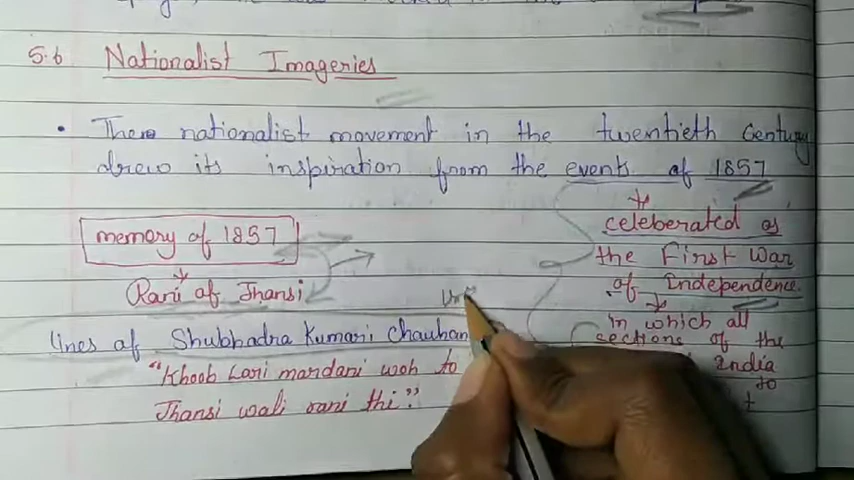 5.6 Nationalist Imageries
• There nationalist movement in the twentieth century
drew its inspiration from the events of 1857
celeberated as
the First War
of Independence.
in which all
sections of the
India
to
memory of 1857
Rani of Jhansi
lines of Shubhadra Kumari Chauhan
"Khoob Lari mardani woh to
Jhansi wali rani thi"